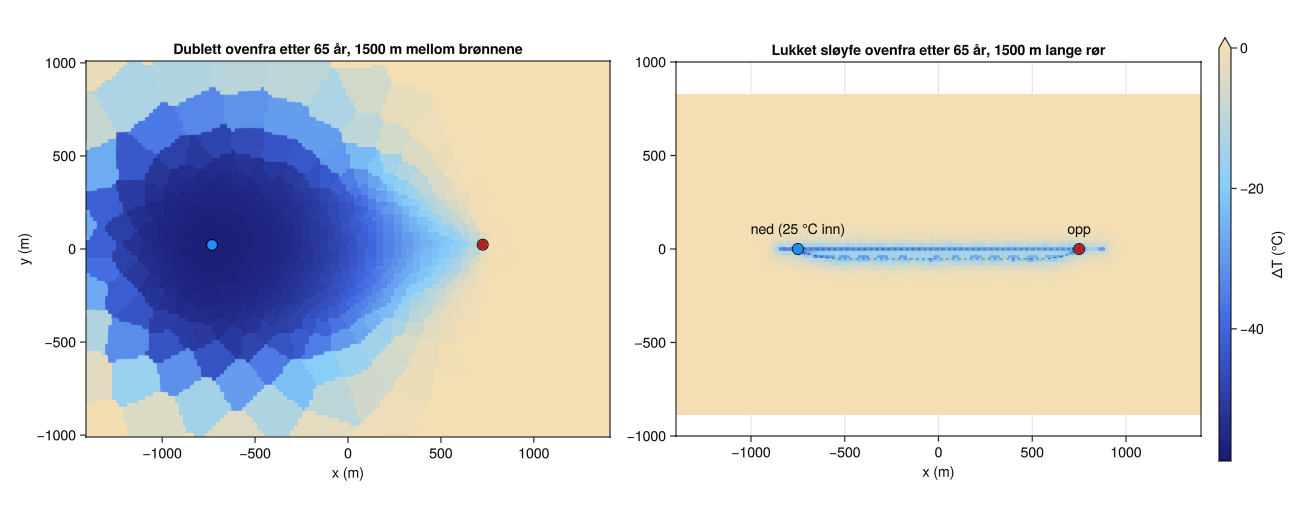 Dublett ovenfra etter 65 år, 1500 m mellom brønnene
1000
500
0
−500
−1000
y (m)
−1000
−500
0
500
1000
x (m)
Lukket sløyfe ovenfra etter 65 år, 1500 m lange rør
1000
500
0
−500
−1000
ned (25 °C inn)
opp
−1000
−500
0
500
1000
x (m)
0
−20
−40
ΔT (°C)